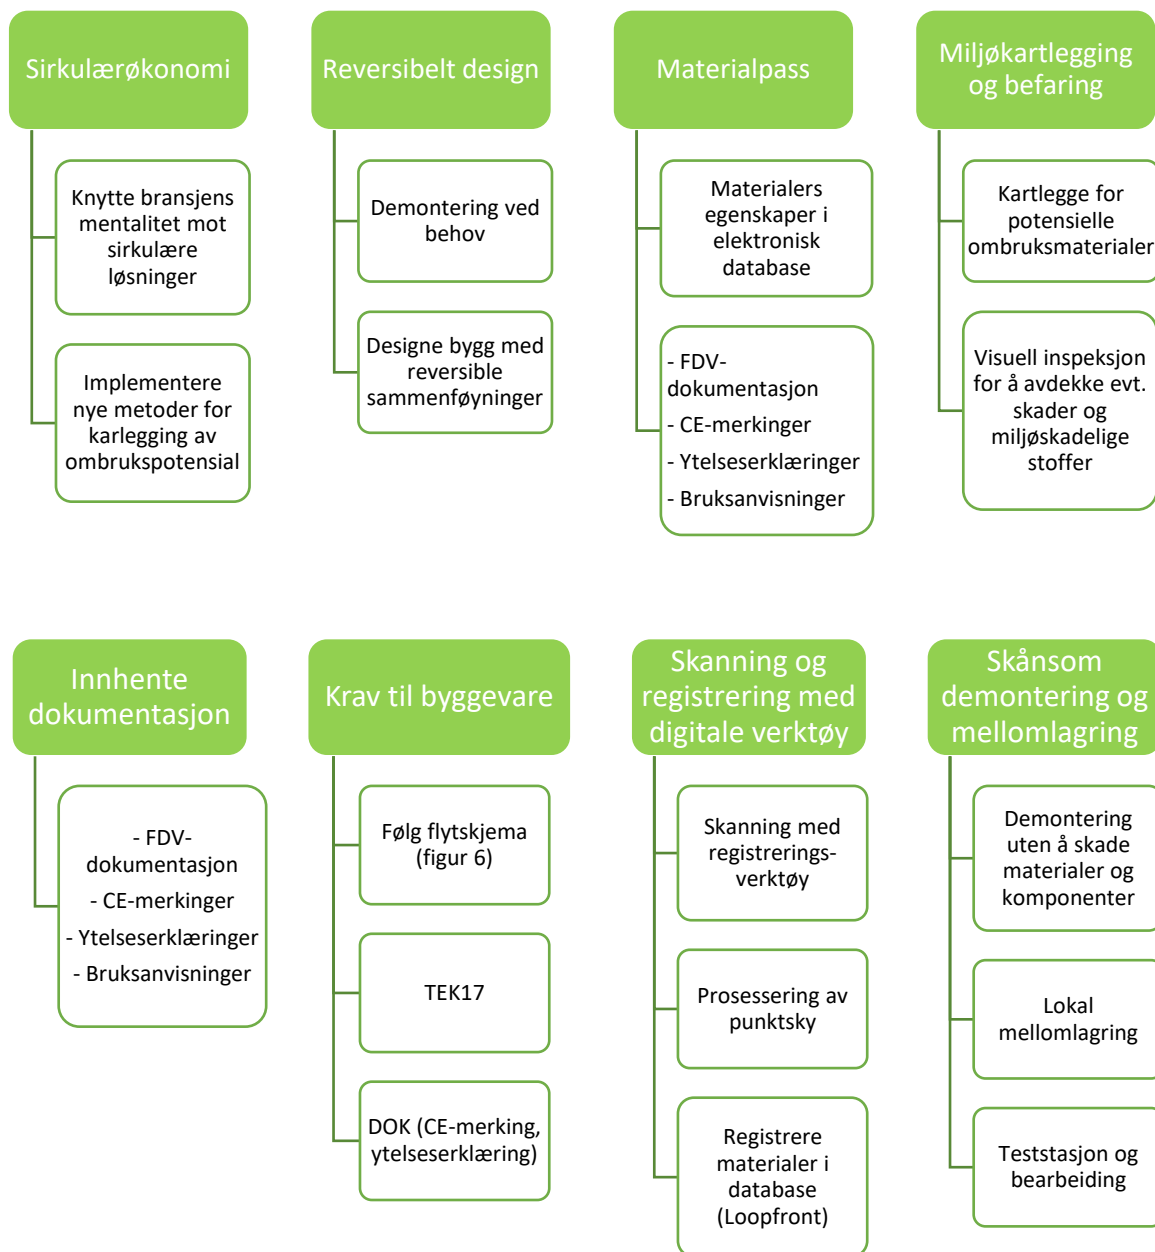 Sirkulærøkonomi
Knytte bransjens
mentalitet mot
sirkulære
løsninger
Implementere
nye metoder for
karlegging av
ombrukspotensial
Reversibelt design
Demontering ved
behov
Designe bygg med
reversible
sammenføyninger
Materialpass
Materialers
egenskaper i
elektronisk
database
- FDV-
dokumentasjon
- CE-merkinger
- Ytelseserklæringer
- Bruksanvisninger
Miljøkartlegging
og befaring
Kartlegge for
potensielle
ombruksmaterialer
Visuell inspeksjon
for å avdekke evt.
skader og
miljøskadelige
stoffer
Innhente
dokumentasjon
- FDV-
dokumentasjon
- CE-merkinger
- Ytelseserklæringer
- Bruksanvisninger
Krav til byggevare
Følg flytskjema
(figur 6)
TEK17
DOK (CE-merking,
ytelseserklæring)
Skanning og
registrering med
digitale verktøy
Skanning med
registrerings-
verktøy
Prosessering av
punktsky
Registrere
materialer i
database
(Loopfront)
Skånsom
demontering og
mellomlagring
Demontering
uten å skade
materialer og
komponenter
Lokal
mellomlagring
Teststasjon og
bearbeiding